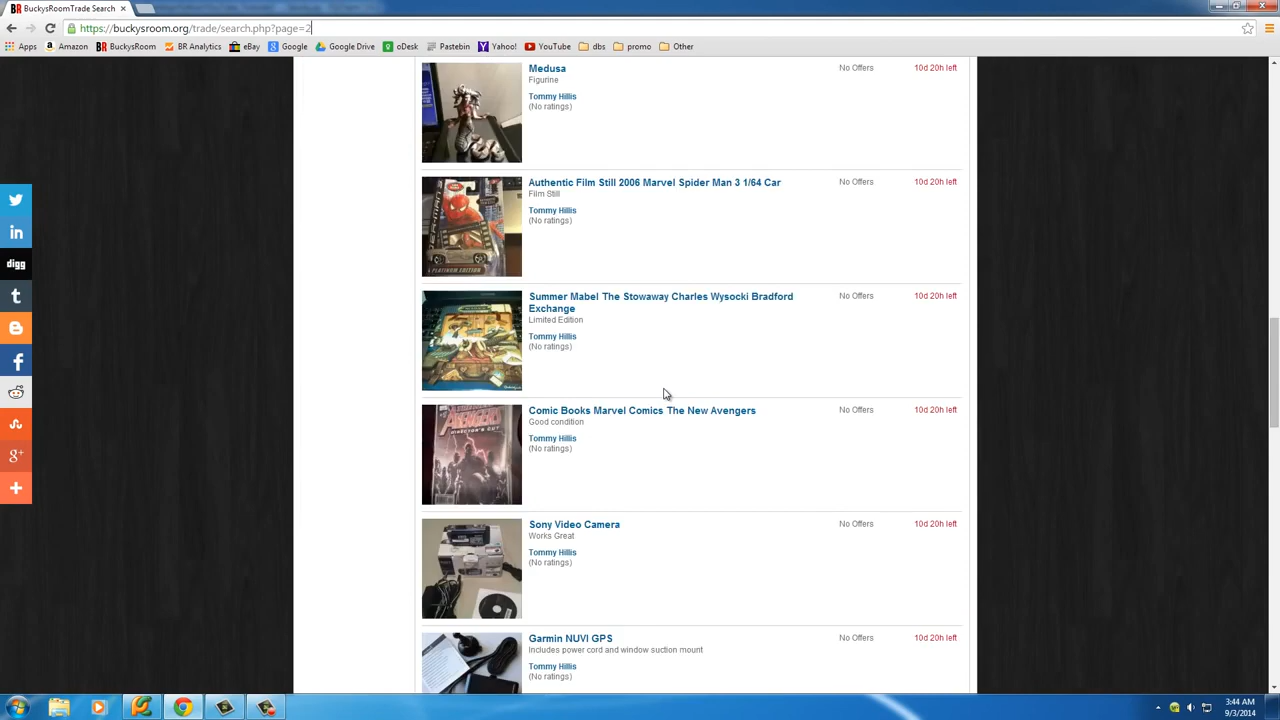 BR BuckysRoomTrade Search
https://buckysroom.org/trade/search.php?page=2
Apps Amazon BR BuckysRoom BR Analytics eBay Google Google Drive oDesk Pastebin Yahoo! YouTube dbs promo Other
Medusa No Offers 10d 20h left
Figurine
Tommy Hillis
(No ratings)
Authentic Film Still 2006 Marvel Spider Man 3 1/64 Car No Offers 10d 20h left
Film Still
Tommy Hillis
(No ratings)
Summer Mabel The Stowaway Charles Wysocki Bradford No Offers 10d 20h left
Exchange
Limited Edition
Tommy Hillis
(No ratings)
Comic Books Marvel Comics The New Avengers No Offers 10d 20h left
Good condition
Tommy Hillis
(No ratings)
AVENGERS
DIRECTOR'S CUT
Sony Video Camera No Offers 10d 20h left
Works Great
Tommy Hillis
(No ratings)
Garmin NUVI GPS No Offers 10d 20h left
Includes power cord and window suction mount
Tommy Hillis
(No ratings)
in
digg
f
g+
+
3:44 AM
9/3/2014